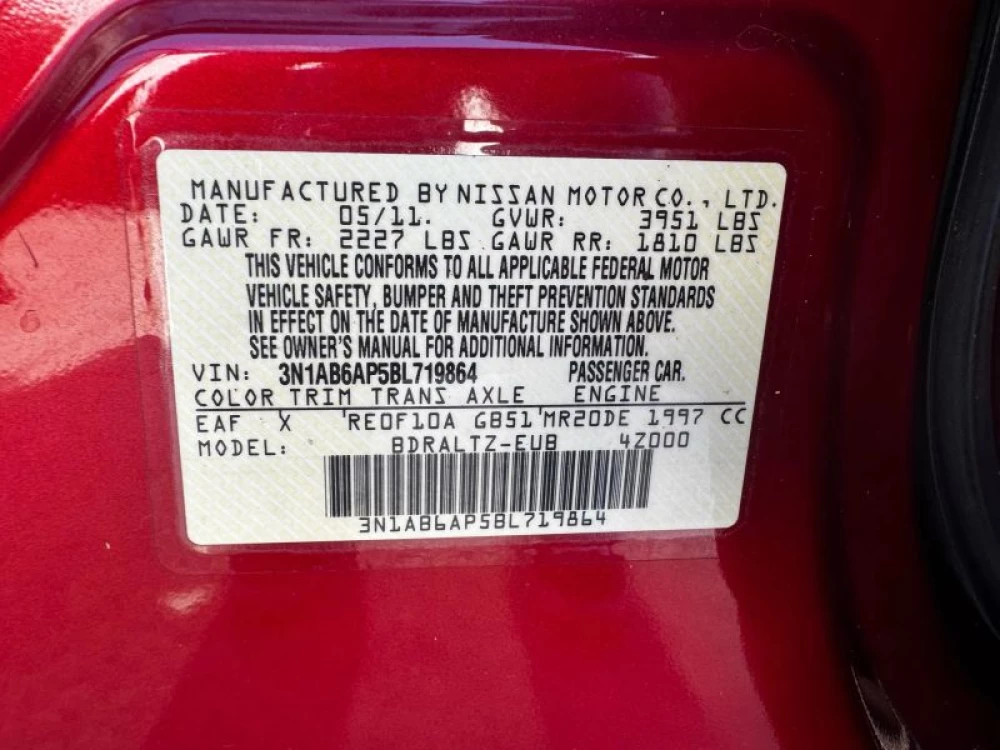 MANUFACTURED BY NISSAN MOTOR CO., LTD.
DATE: 05/11. GVWR: 3951 LBS
GAWR FR: 2227 LBS GAWR RR: 1810 LBS
THIS VEHICLE CONFORMS TO ALL APPLICABLE FEDERAL MOTOR
VEHICLE SAFETY, BUMPER AND THEFT PREVENTION STANDARDS
IN EFFECT ON THE DATE OF MANUFACTURE SHOWN ABOVE.
SEE OWNER'S MANUAL FOR ADDITIONAL INFORMATION.
VIN: 3N1AB6AP5BL719864 PASSENGER CAR.
COLOR TRIM TRANS AXLE ENGINE
EAF X 'RE0F10A GB51'MR20DE 1997 CC
MODEL: BDRALTZ-EUB 4Z000
3N1AB6AP5BL719864